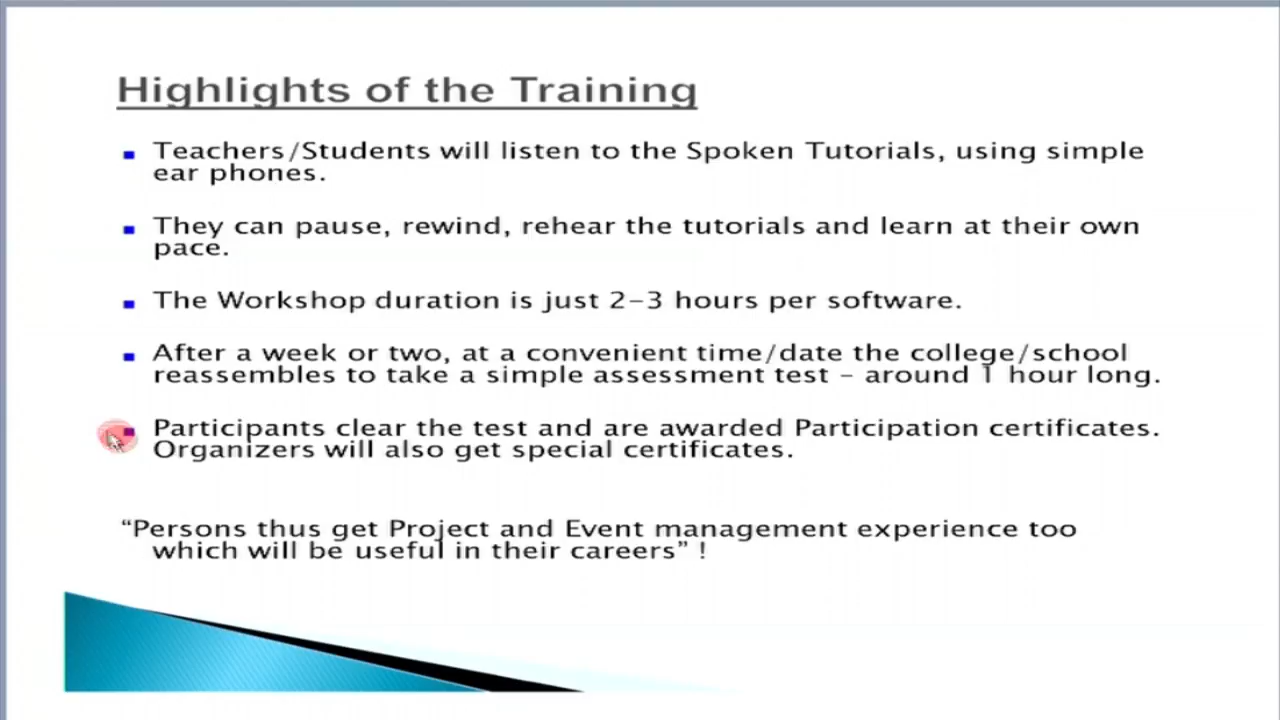 Highlights of the Training
Teachers/Students will listen to the Spoken Tutorials, using simple
ear phones.
They can pause, rewind, rehear the tutorials and learn at their own
pace.
The Workshop duration is just 2-3 hours per software.
After a week or two, at a convenient time/date the college/school
reassembles to take a simple assessment test - around 1 hour long.
Participants clear the test and are awarded Participation certificates.
Organizers will also get special certificates.
“Persons thus get Project and Event management experience too
which will be useful in their careers” !